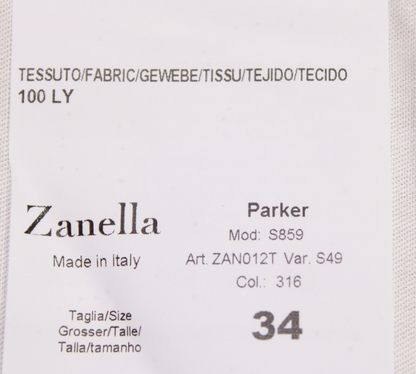 TESSUTO/FABRIC/GEWEBE/TISSU/TEJIDO/TECIDO
100 LY
Zanella
Made in Italy
Parker
Mod: S859
Art. ZAN012T Var. S49
Col.: 316
Taglia/Size
Grosser/Talle/
Talla/tamanho
34